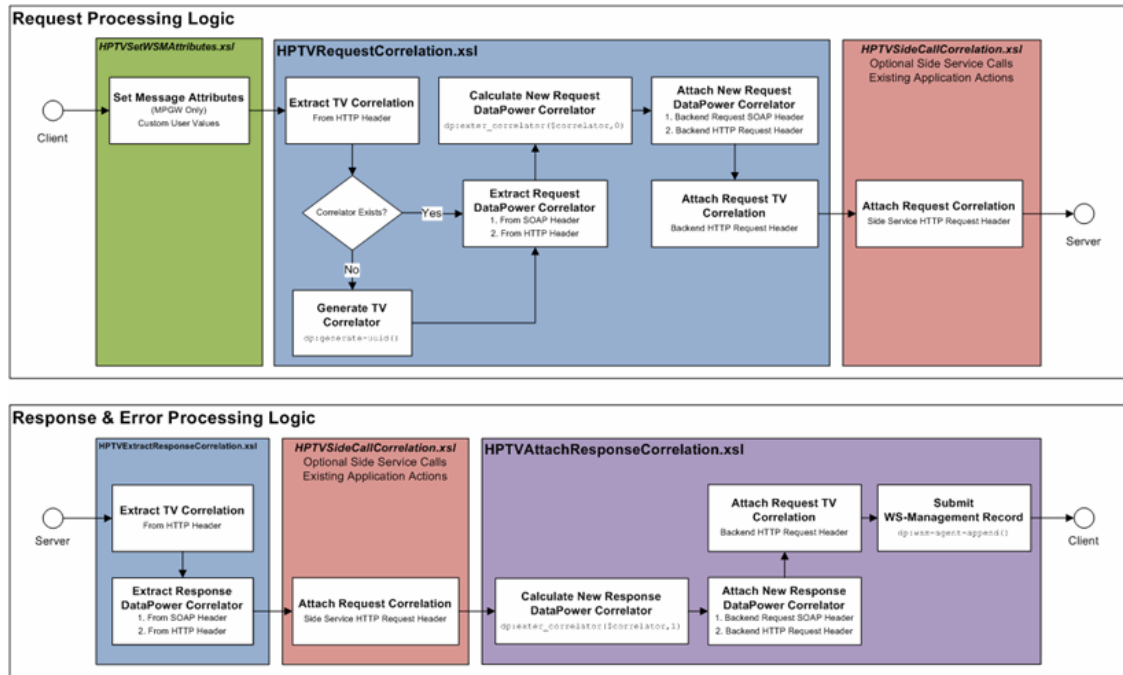 Request Processing Logic
HPTVSetWSMAttributes.xsl
Set Message Attributes
(MPGW Only)
Custom User Values
Client
HPTVRequestCorrelation.xsl
Extract TV Correlation
From HTTP Header
Correlator Exists?
Yes
No
Generate TV
Correlator
dp:generate-uuid()
Extract Request
DataPower Correlator
1. From SOAP Header
2. From HTTP Header
Calculate New Request
DataPower Correlator
dp:exter_correlator($correlator,0)
Attach New Request
DataPower Correlator
1. Backend Request SOAP Header
2. Backend HTTP Request Header
Attach Request TV
Correlation
Backend HTTP Request Header
HPTVSideCallCorrelation.xsl
Optional Side Service Calls
Existing Application Actions
Attach Request Correlation
Side Service HTTP Request Header
Server
Response & Error Processing Logic
HPTVExtractResponseCorrelation.xsl
Extract TV Correlation
From HTTP Header
Server
Extract Response
DataPower Correlator
1. From SOAP Header
2. From HTTP Header
HPTVSideCallCorrelation.xsl
Optional Side Service Calls
Existing Application Actions
Attach Request Correlation
Side Service HTTP Request Header
HPTVAttachResponseCorrelation.xsl
Calculate New Response
DataPower Correlator
dp:exter_correlator($correlator,1)
Attach New Response
DataPower Correlator
1. Backend Request SOAP Header
2. Backend HTTP Request Header
Attach Request TV
Correlation
Backend HTTP Request Header
Submit
WS-Management Record
dp:wsm-agent-append()
Client